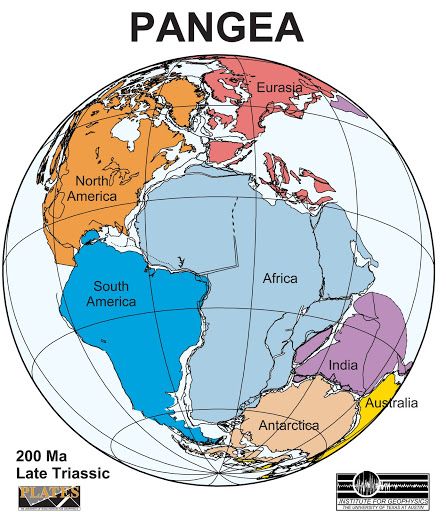 PANGEA
Eurasia
North
America
South
America
Africa
India
Australia
Antarctica
200 Ma
Late Triassic
PLATES
INSTITUTE FOR GEOPHYSICS
THE UNIVERSITY OF TEXAS AT AUSTIN